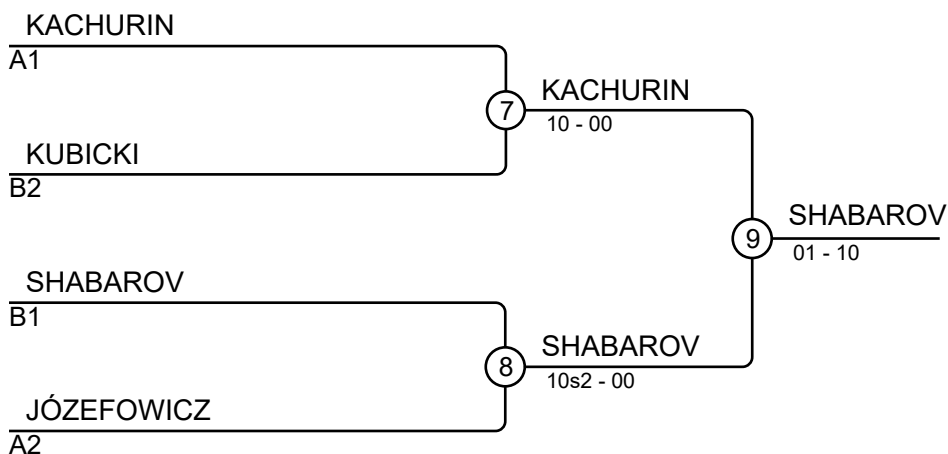 KACHURIN
A1
7
KACHURIN
10 - 00
KUBICKI
B2
9
SHABAROV
01 - 10
SHABAROV
B1
8
SHABAROV
10s2 - 00
JÓZEFOWICZ
A2